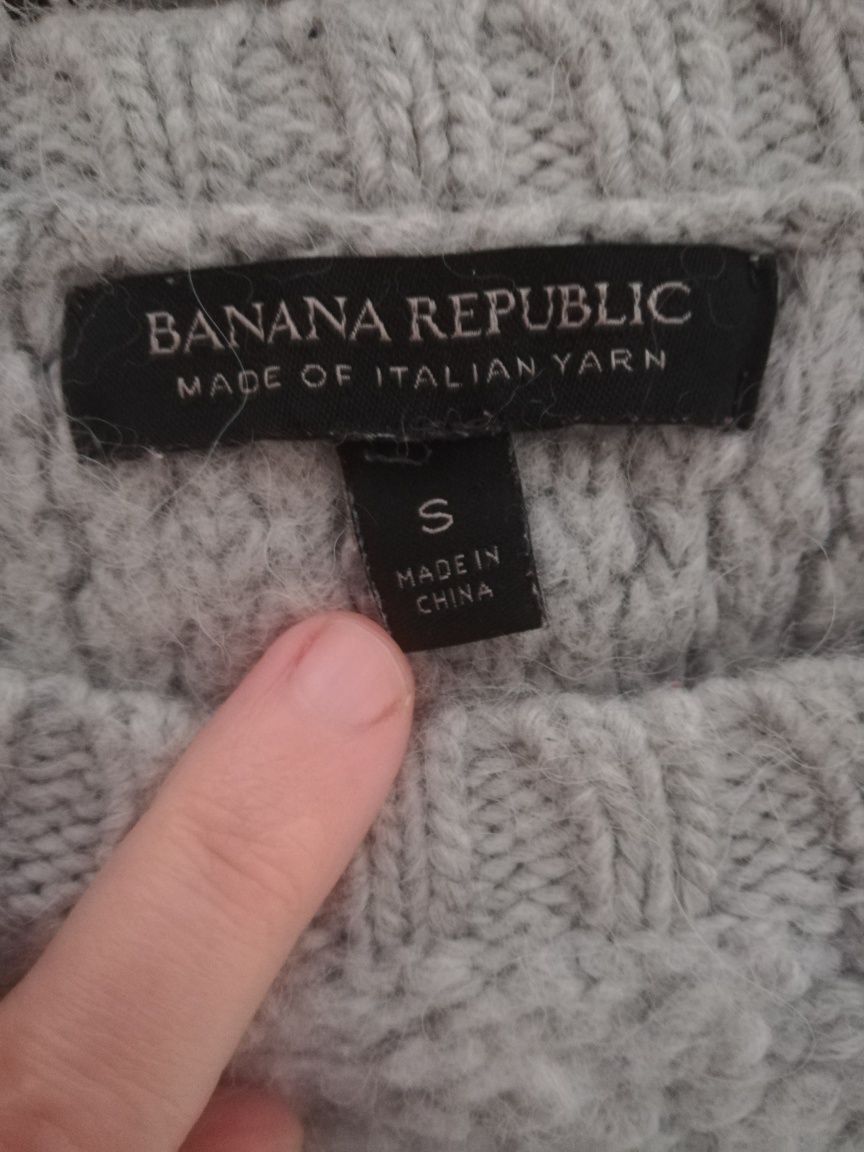 BANANA REPUBLIC
MADE OF ITALIAN YARN
S
MADE IN
CHINA